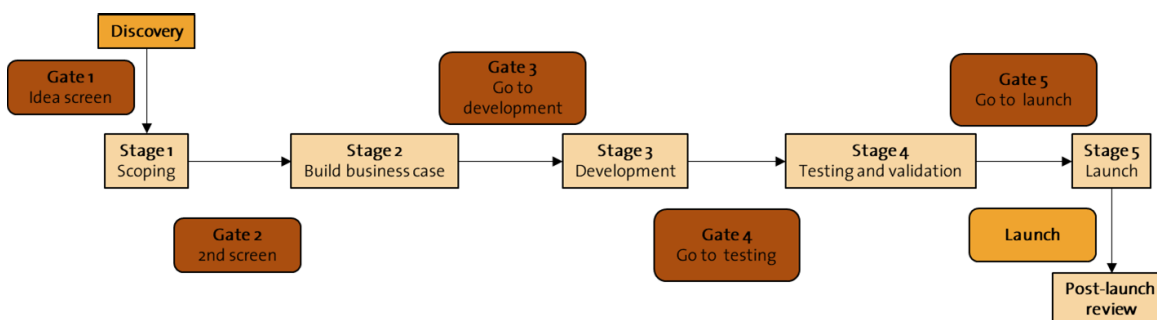 Discovery
Gate 1
Idea screen
Gate 3
Go to
development
Gate 5
Go to launch
Stage 1
Scoping
Stage 2
Build business case
Stage 3
Development
Stage 4
Testing and validation
Stage 5
Launch
Gate 2
2nd screen
Gate 4
Go to testing
Launch
Post-launch
review